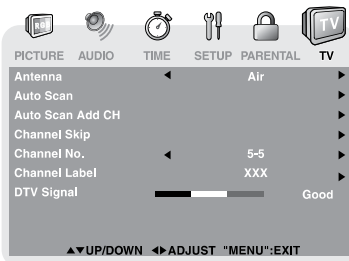 TV
PICTURE AUDIO TIME SETUP PARENTAL TV
Antenna ◀ Air ▶
Auto Scan ▶
Auto Scan Add CH ▶
Channel Skip ▶
Channel No. ◀ 5-5 ▶
Channel Label XXX ▶
DTV Signal Good
▲▼UP/DOWN ◀▶ADJUST "MENU":EXIT